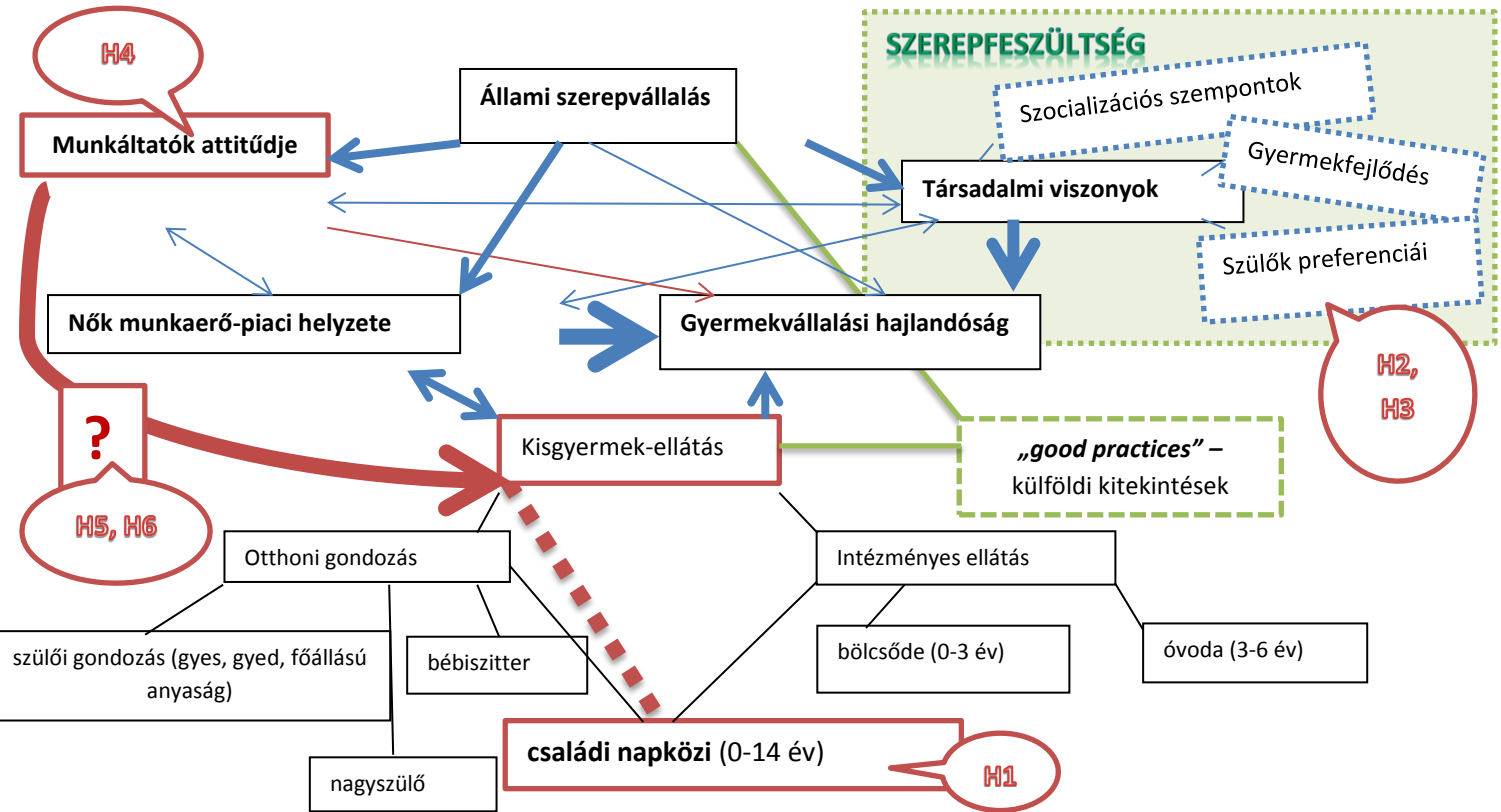 H4
SZEREPFESZÜLTSÉG
Állami szerepvállalás
Szocializációs szempontok
Munkáltatók attitűdje
Gyermekfejlődés
Társadalmi viszonyok
Szülők preferenciái
Nők munkaerő-piaci helyzete
Gyermekvállalási hajlandóság
H2,
H3
?
Kisgyermek-ellátás
„good practices” –
külföldi kitekintések
H5, H6
Otthoni gondozás
Intézményes ellátás
szülői gondozás (gyes, gyed, főállású
anyaság)
bébiszitter
bölcsőde (0-3 év)
óvoda (3-6 év)
családi napközi (0-14 év)
H1
nagyszülő